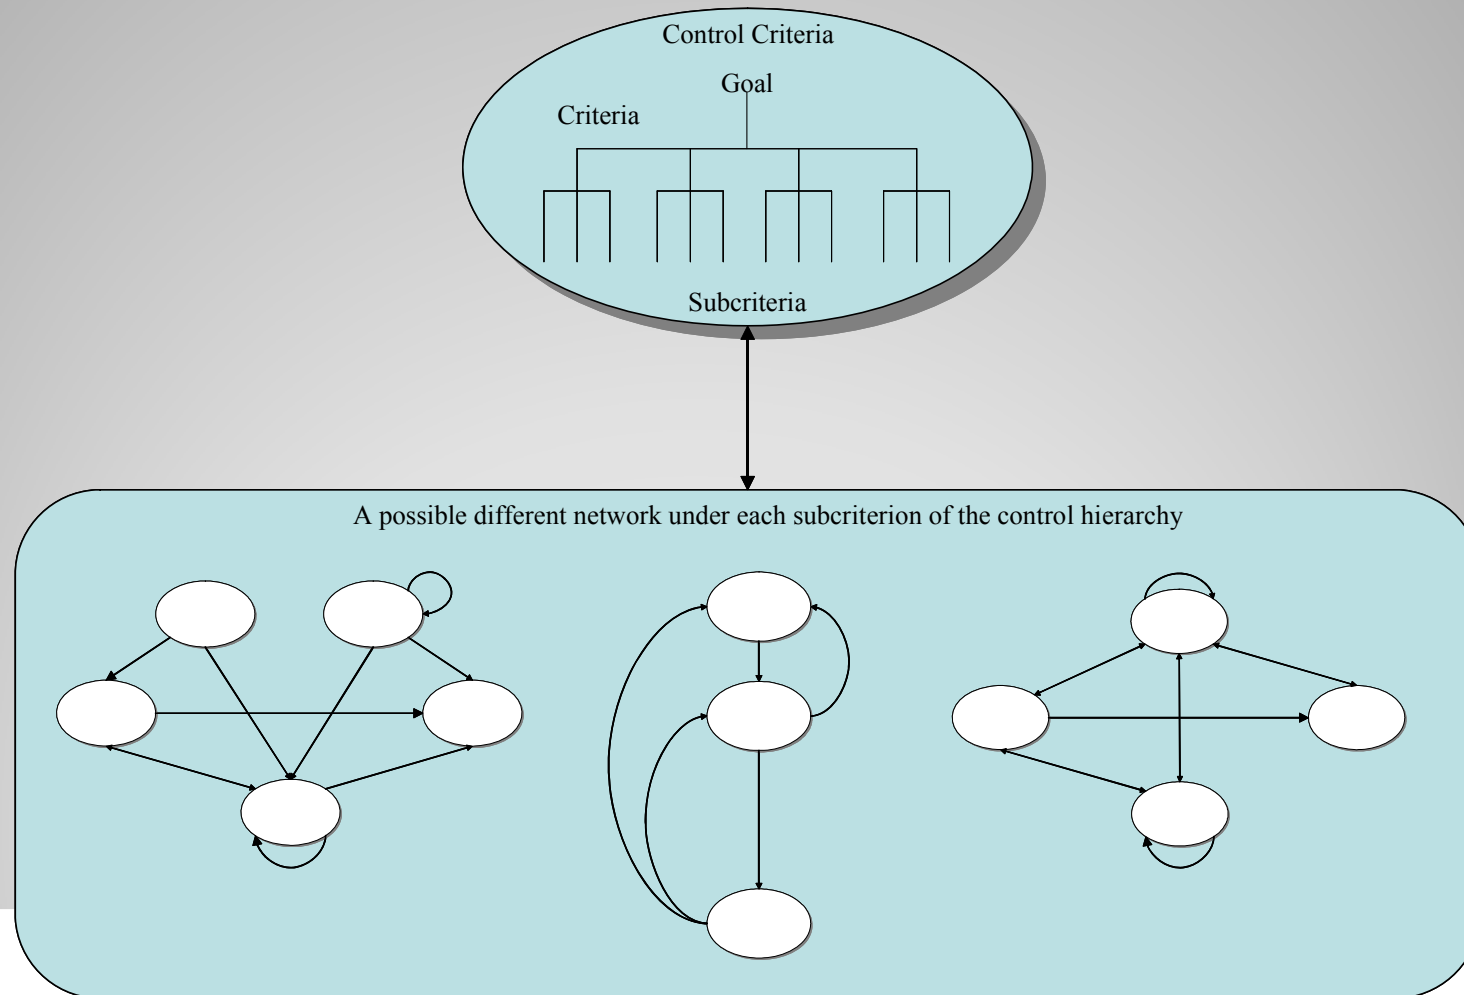 Control Criteria
Goal
Criteria
Subcriteria
A possible different network under each subcriterion of the control hierarchy